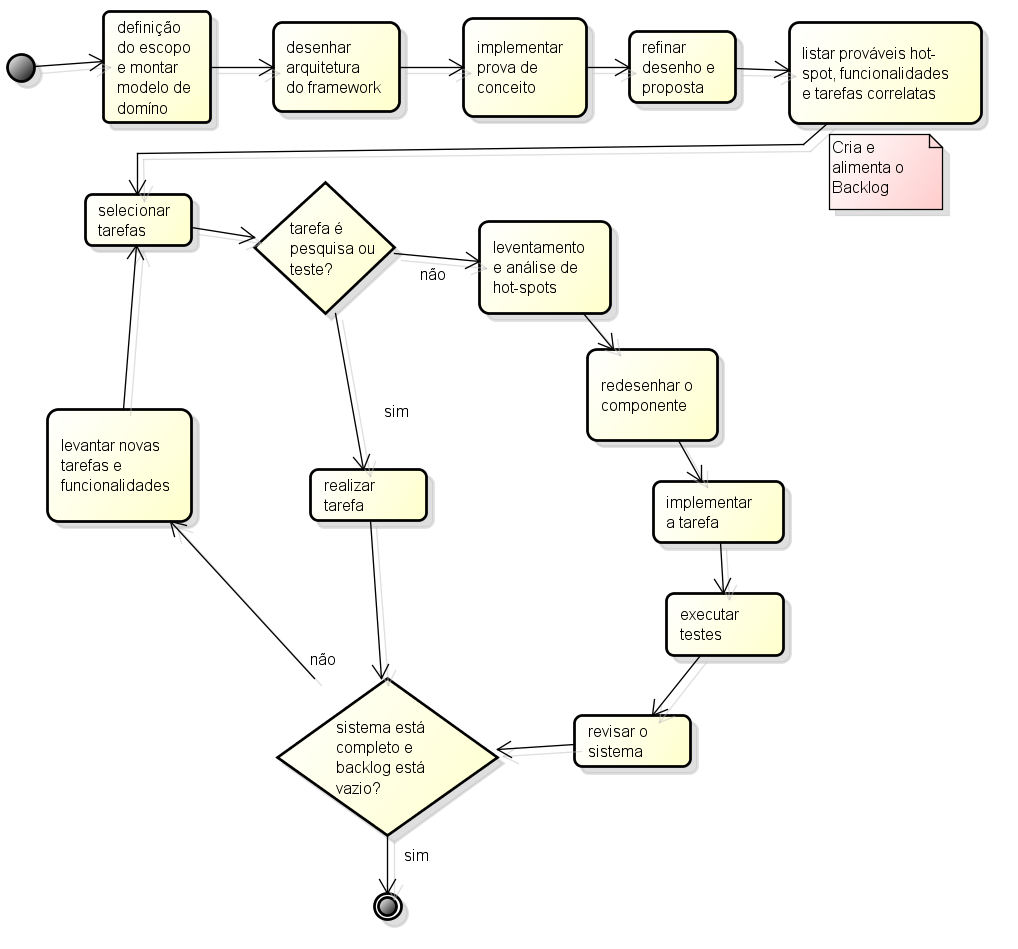 definição
do escopo
e montar
modelo de
domíno
desenhar
arquitetura
do framework
implementar
prova de
conceito
refinar
desenho e
proposta
listar prováveis hot-
spot, funcionalidades
e tarefas correlatas
Cria e
alimenta o
Backlog
selecionar
tarefas
tarefa é
pesquisa ou
teste?
não
leventamento
e análise de
hot-spots
redesenhar o
componente
sim
levantar novas
tarefas e
funcionalidades
realizar
tarefa
implementar
a tarefa
executar
testes
não
revisar o
sistema
sistema está
completo e
backlog está
vazio?
sim